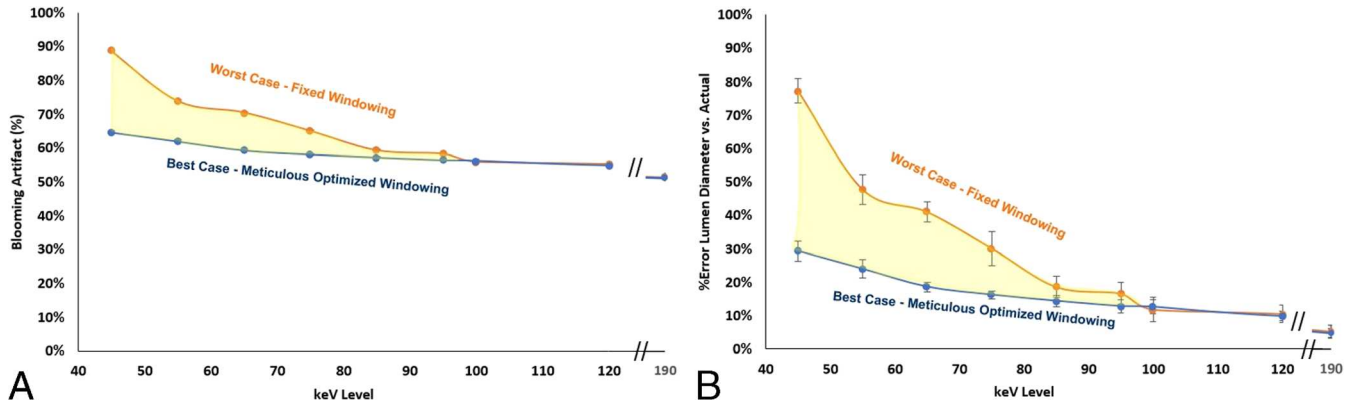 100%
90%
80%
70%
60%
50%
40%
30%
20%
10%
0%
Blooming Artifact (%)
Worst Case - Fixed Windowing
Best Case - Meticulous Optimized Windowing
//
//
40 50 60 70 80 90 100 110 120 190
keV Level
A
100%
90%
80%
70%
60%
50%
40%
30%
20%
10%
0%
%Error Lumen Diameter vs. Actual
Worst Case - Fixed Windowing
Best Case - Meticulous Optimized Windowing
//
//
40 50 60 70 80 90 100 110 120 190
keV Level
B